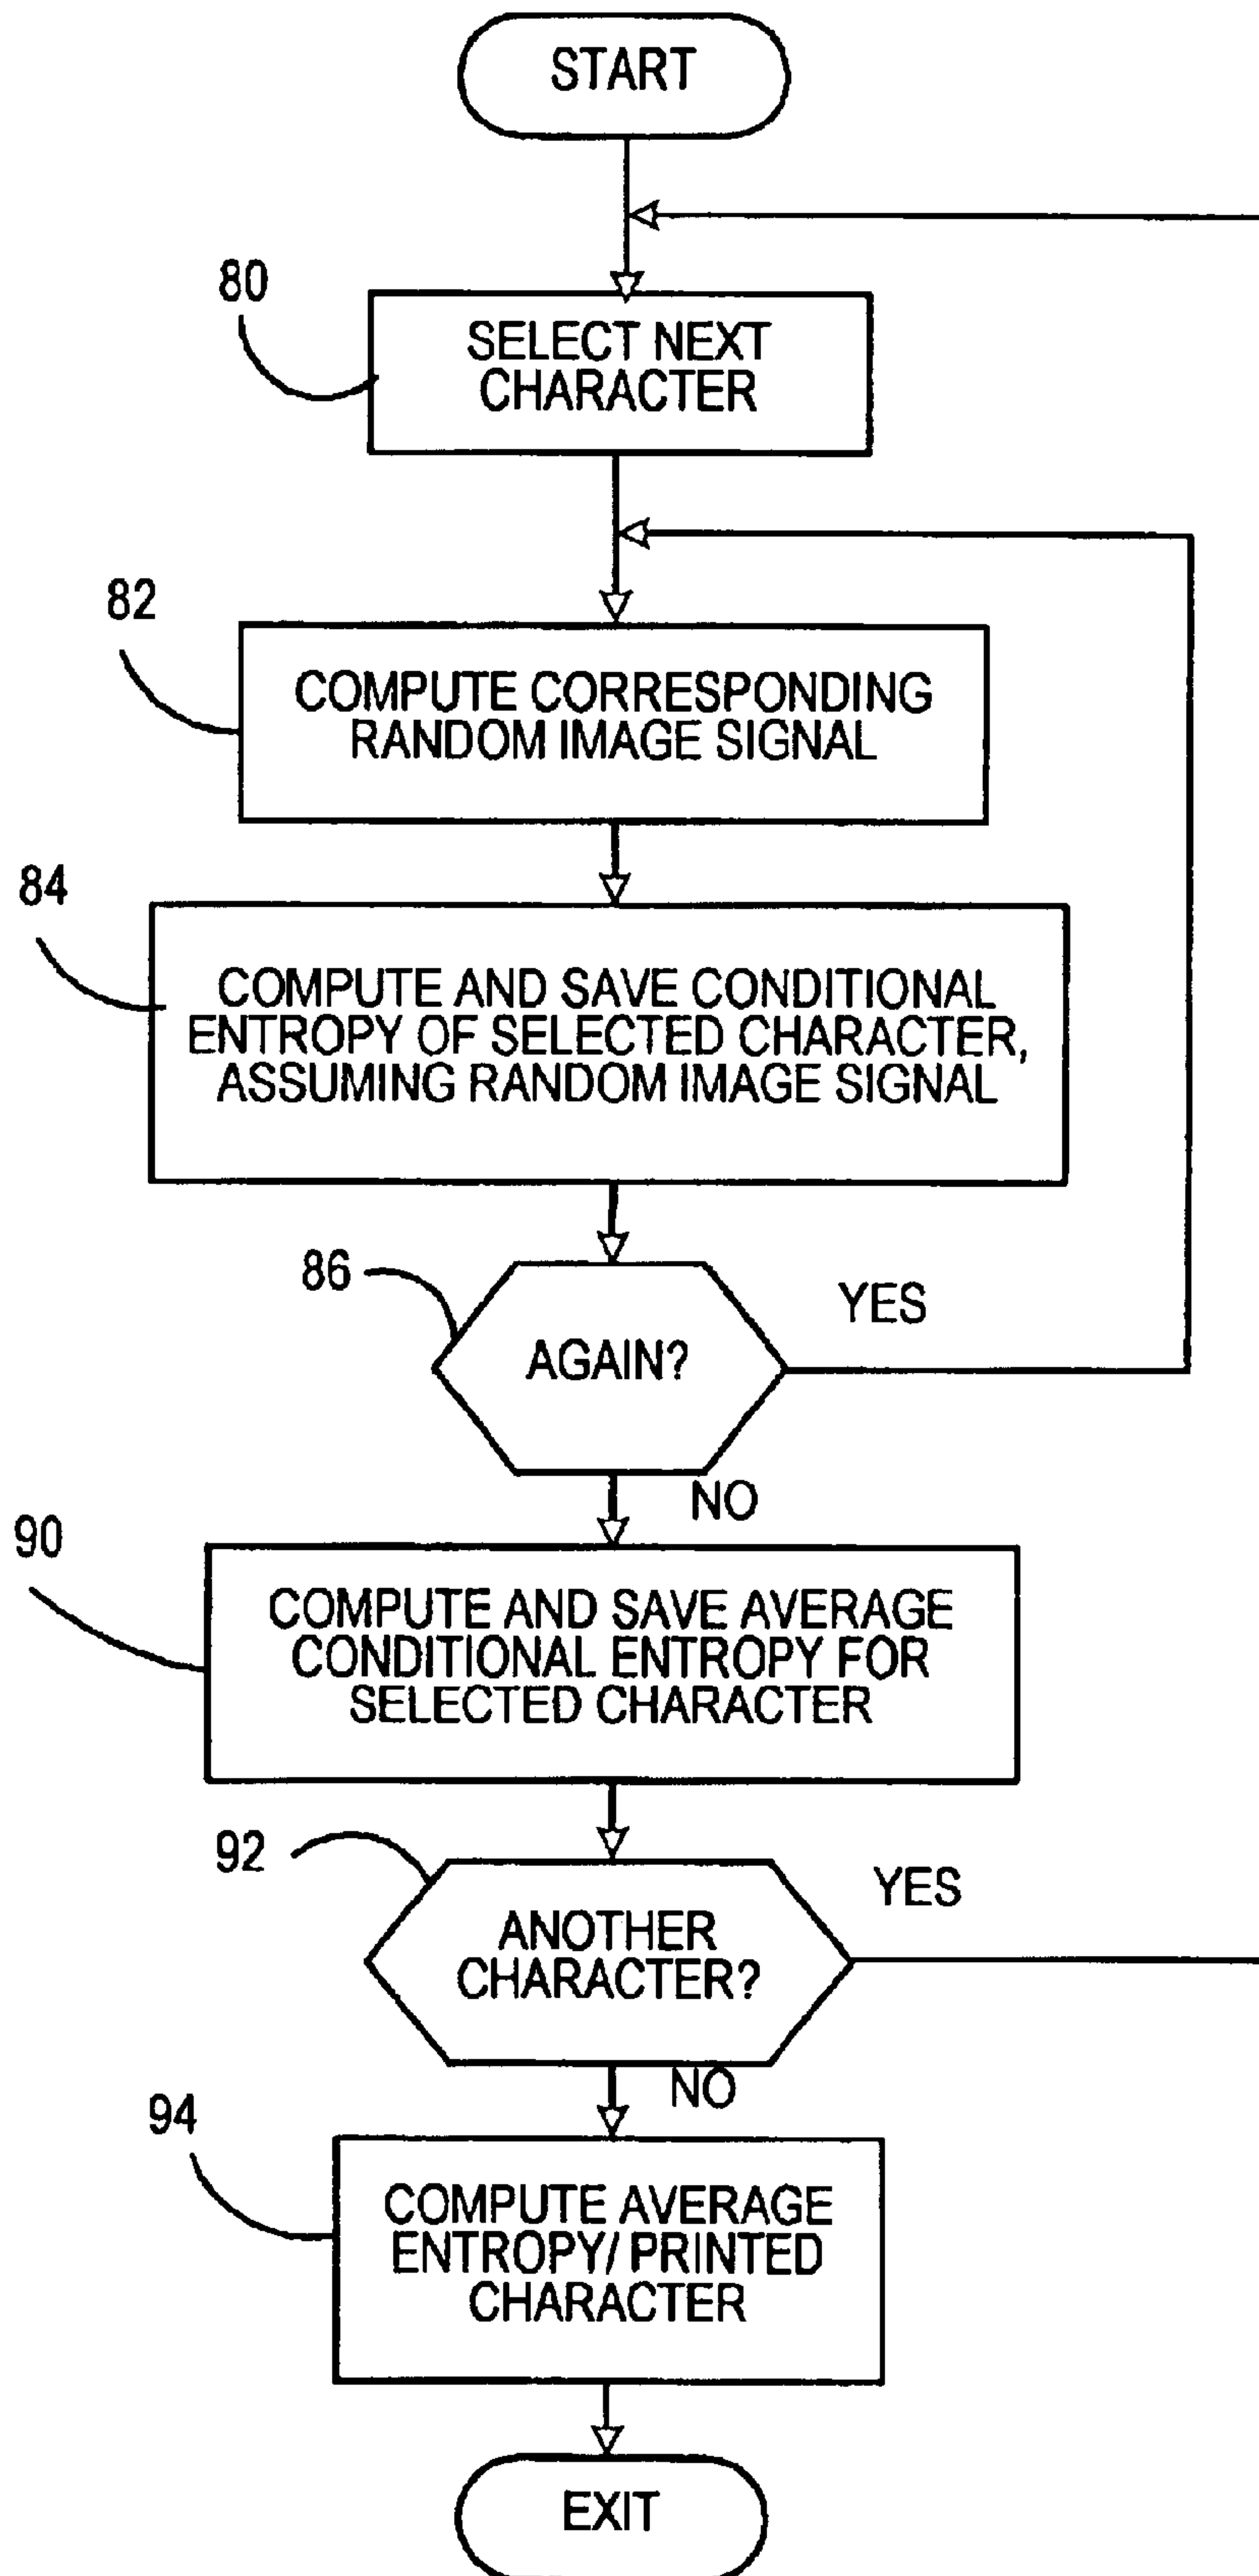 START
80
SELECT NEXT
CHARACTER
82
COMPUTE CORRESPONDING
RANDOM IMAGE SIGNAL
84
COMPUTE AND SAVE CONDITIONAL
ENTROPY OF SELECTED CHARACTER,
ASSUMING RANDOM IMAGE SIGNAL
86
AGAIN?
YES
NO
90
COMPUTE AND SAVE AVERAGE
CONDITIONAL ENTROPY FOR
SELECTED CHARACTER
92
ANOTHER
CHARACTER?
YES
NO
94
COMPUTE AVERAGE
ENTROPY/ PRINTED
CHARACTER
EXIT